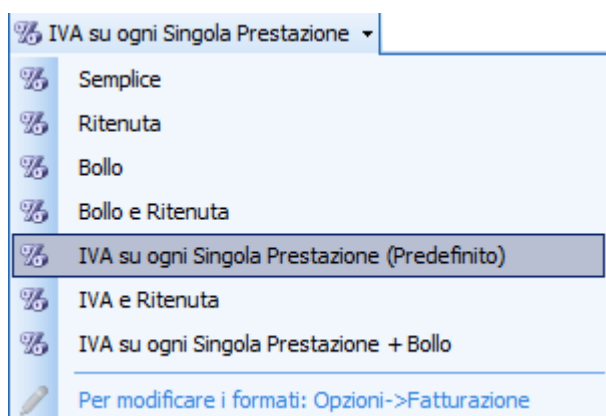 IVA su ogni Singola Prestazione
Semplice
Ritenuta
Bollo
Bollo e Ritenuta
IVA su ogni Singola Prestazione (Predefinito)
IVA e Ritenuta
IVA su ogni Singola Prestazione + Bollo
Per modificare i formati: Opzioni->Fatturazione